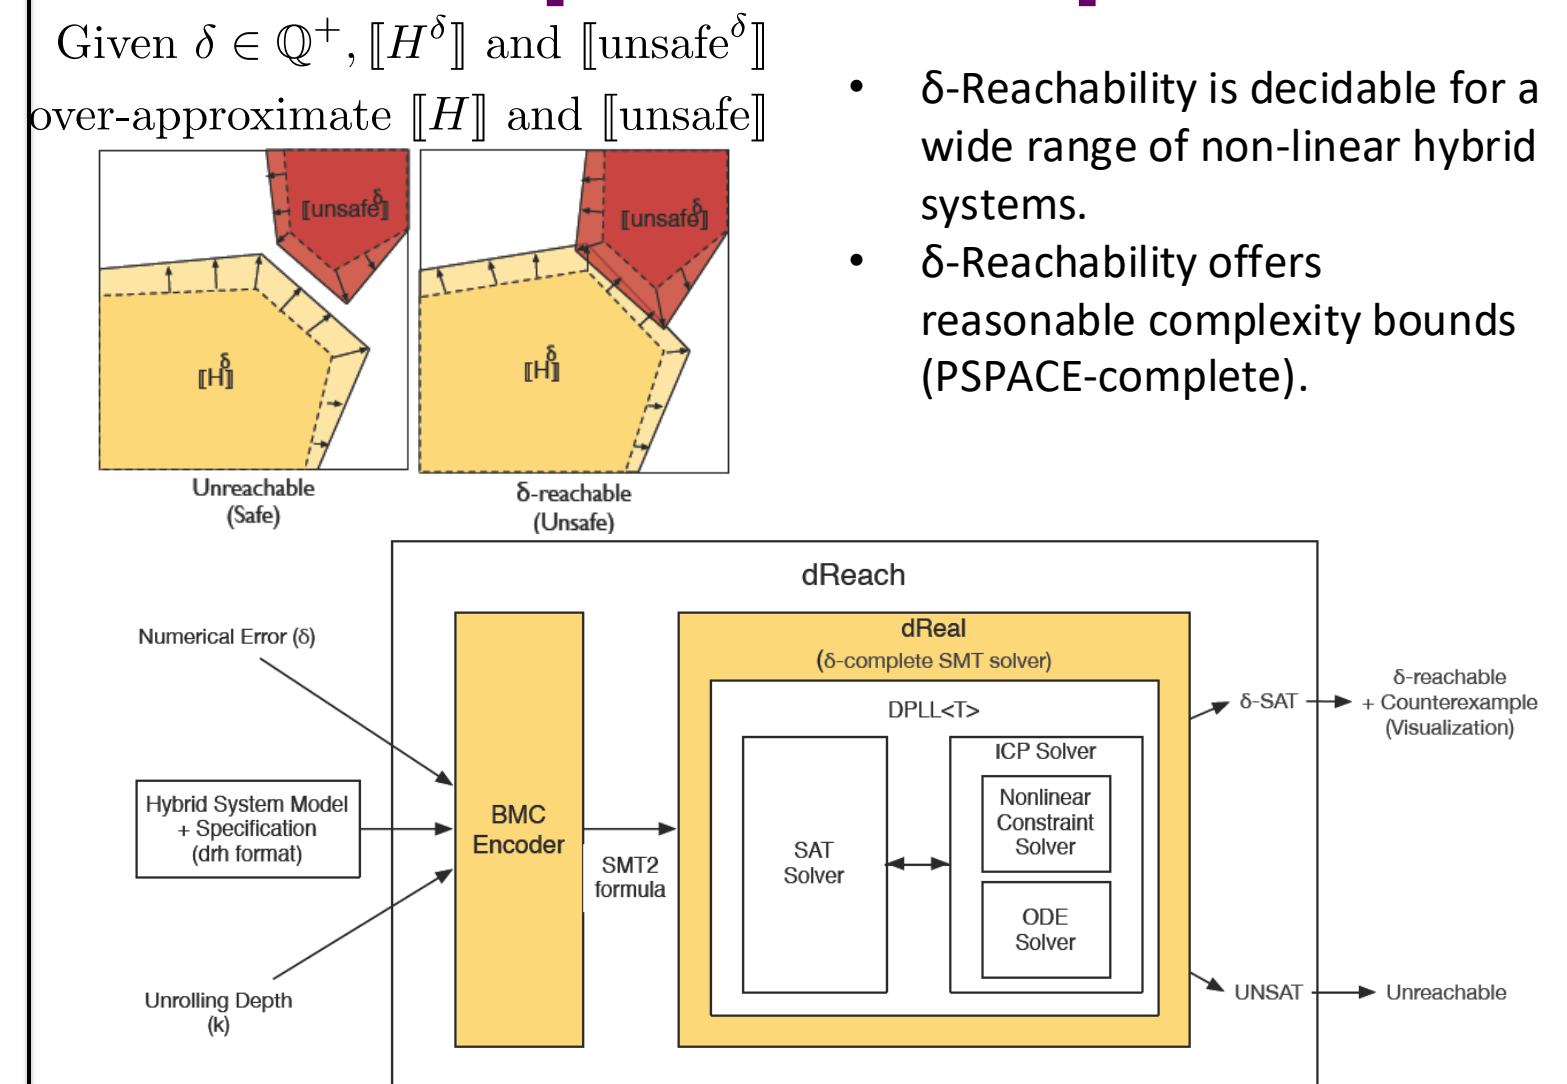 Given δ ∈ ℚ⁺, ⟦H^δ⟧ and ⟦unsafe^δ⟧
over-approximate ⟦H⟧ and ⟦unsafe⟧
• δ-Reachability is decidable for a
wide range of non-linear hybrid
systems.
• δ-Reachability offers
reasonable complexity bounds
(PSPACE-complete).
⟦unsafe^δ⟧
⟦H^δ⟧
Unreachable
(Safe)
⟦unsafe^δ⟧
⟦H^δ⟧
δ-reachable
(Unsafe)
dReach
Numerical Error (δ)
Hybrid System Model
+ Specification
(drh format)
Unrolling Depth
(k)
BMC
Encoder
SMT2
formula
dReal
(δ-complete SMT solver)
DPLL<T>
SAT
Solver
ICP Solver
Nonlinear
Constraint
Solver
ODE
Solver
δ-SAT
δ-reachable
+ Counterexample
(Visualization)
UNSAT
Unreachable